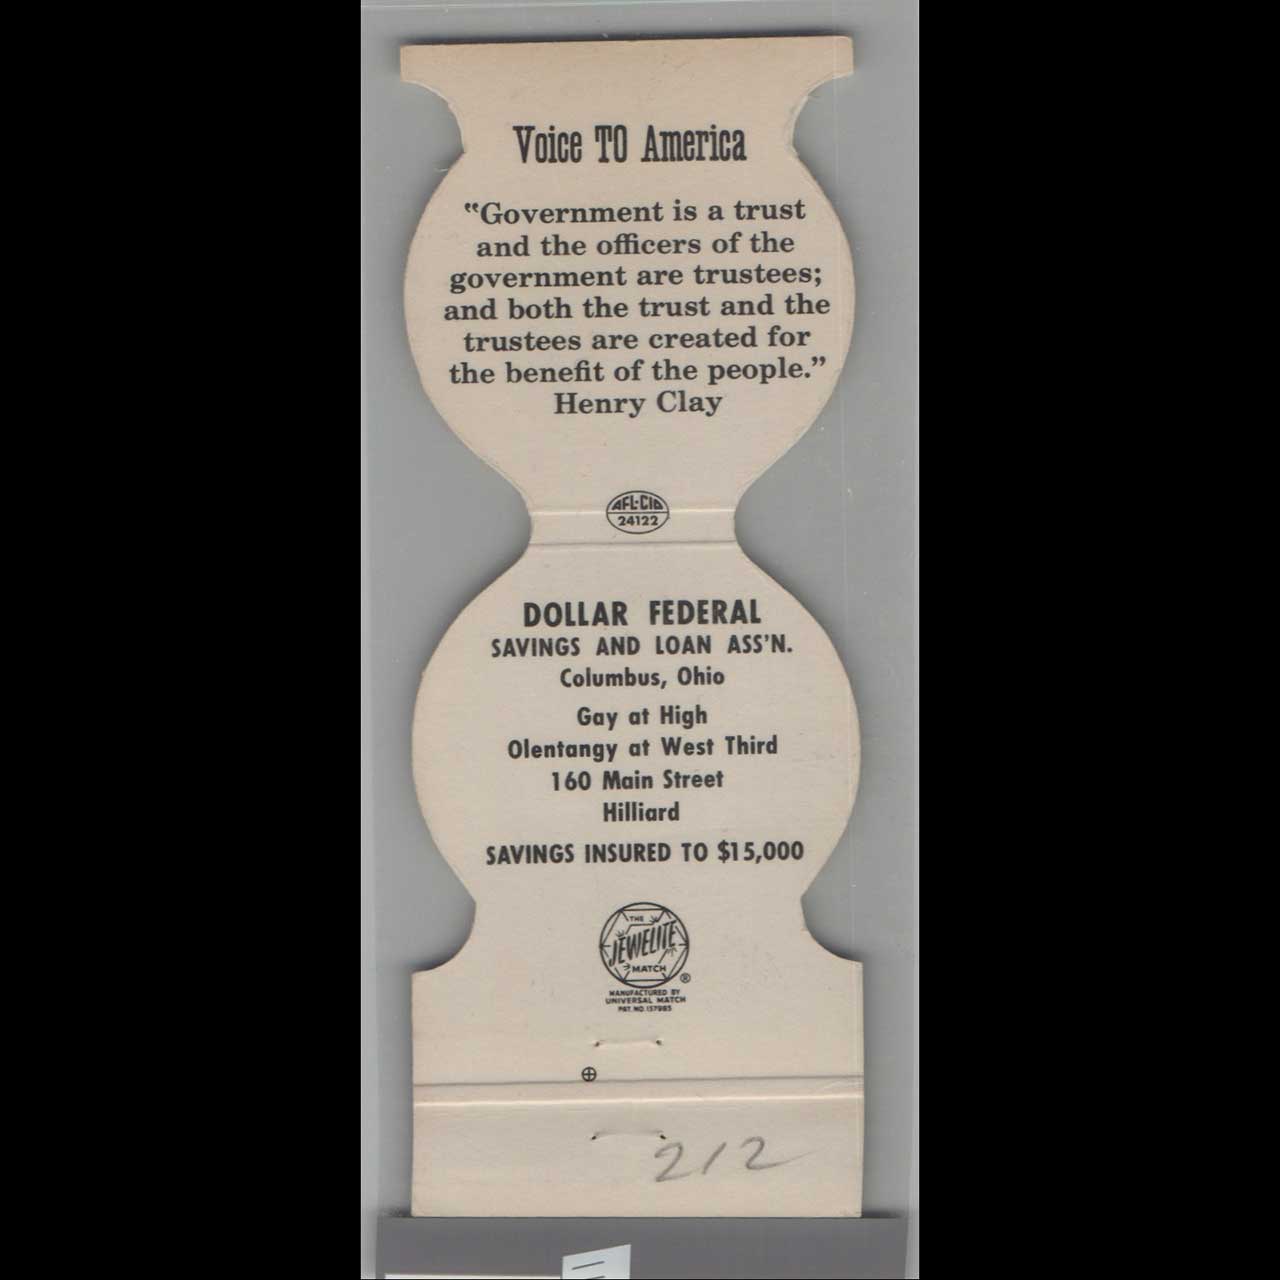 Voice TO America
"Government is a trust
and the officers of the
government are trustees;
and both the trust and the
trustees are created for
the benefit of the people."
Henry Clay
AFL-CIO
24122
DOLLAR FEDERAL
SAVINGS AND LOAN ASS'N.
Columbus, Ohio
Gay at High
Olentangy at West Third
160 Main Street
Hilliard
SAVINGS INSURED TO $15,000
THE
JEWELITE
MATCH
®
MANUFACTURED BY
UNIVERSAL MATCH
PAT. NO. 157985
212